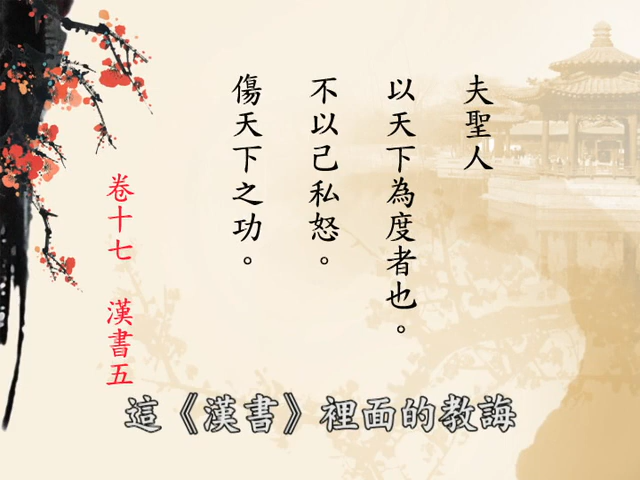 夫聖人
以天下為度者也。
不以己私怒。
傷天下之功。
卷十七 漢書五
這《漢書》裡面的教誨